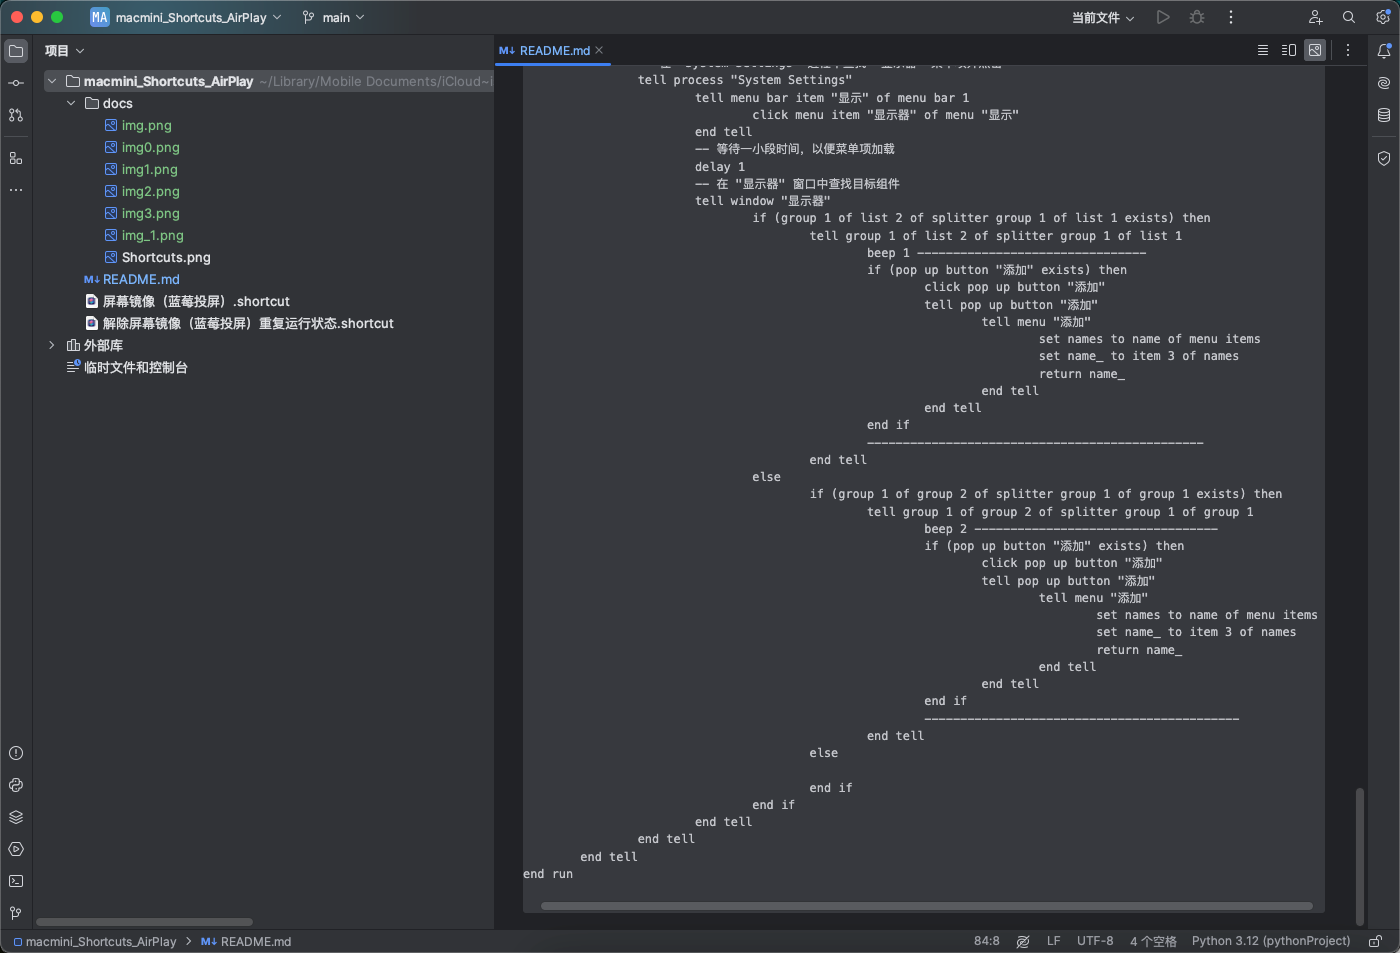 MA macmini_Shortcuts_AirPlay main 当前文件
项目
macmini_Shortcuts_AirPlay ~/Library/Mobile Documents/iCloud~i
docs
img.png
img0.png
img1.png
img2.png
img3.png
img_1.png
Shortcuts.png
M↓ README.md
屏幕镜像（蓝莓投屏）.shortcut
解除屏幕镜像（蓝莓投屏）重复运行状态.shortcut
外部库
临时文件和控制台
M↓ README.md
tell process "System Settings"
tell menu bar item "显示" of menu bar 1
click menu item "显示器" of menu "显示"
end tell
-- 等待一小段时间，以便菜单项加载
delay 1
-- 在 "显示器" 窗口中查找目标组件
tell window "显示器"
if (group 1 of list 2 of splitter group 1 of list 1 exists) then
tell group 1 of list 2 of splitter group 1 of list 1
beep 1 --------------------------------
if (pop up button "添加" exists) then
click pop up button "添加"
tell pop up button "添加"
tell menu "添加"
set names to name of menu items
set name_ to item 3 of names
return name_
end tell
end tell
end if
-----------------------------------------------
end tell
else
if (group 1 of group 2 of splitter group 1 of group 1 exists) then
tell group 1 of group 2 of splitter group 1 of group 1
beep 2 ----------------------------------
if (pop up button "添加" exists) then
click pop up button "添加"
tell pop up button "添加"
tell menu "添加"
set names to name of menu items
set name_ to item 3 of names
return name_
end tell
end tell
end if
--------------------------------------------
end tell
else
end if
end if
end tell
end tell
end tell
end run
macmini_Shortcuts_AirPlay > M↓ README.md 84:8 LF UTF-8 4 个空格 Python 3.12 (pythonProject)